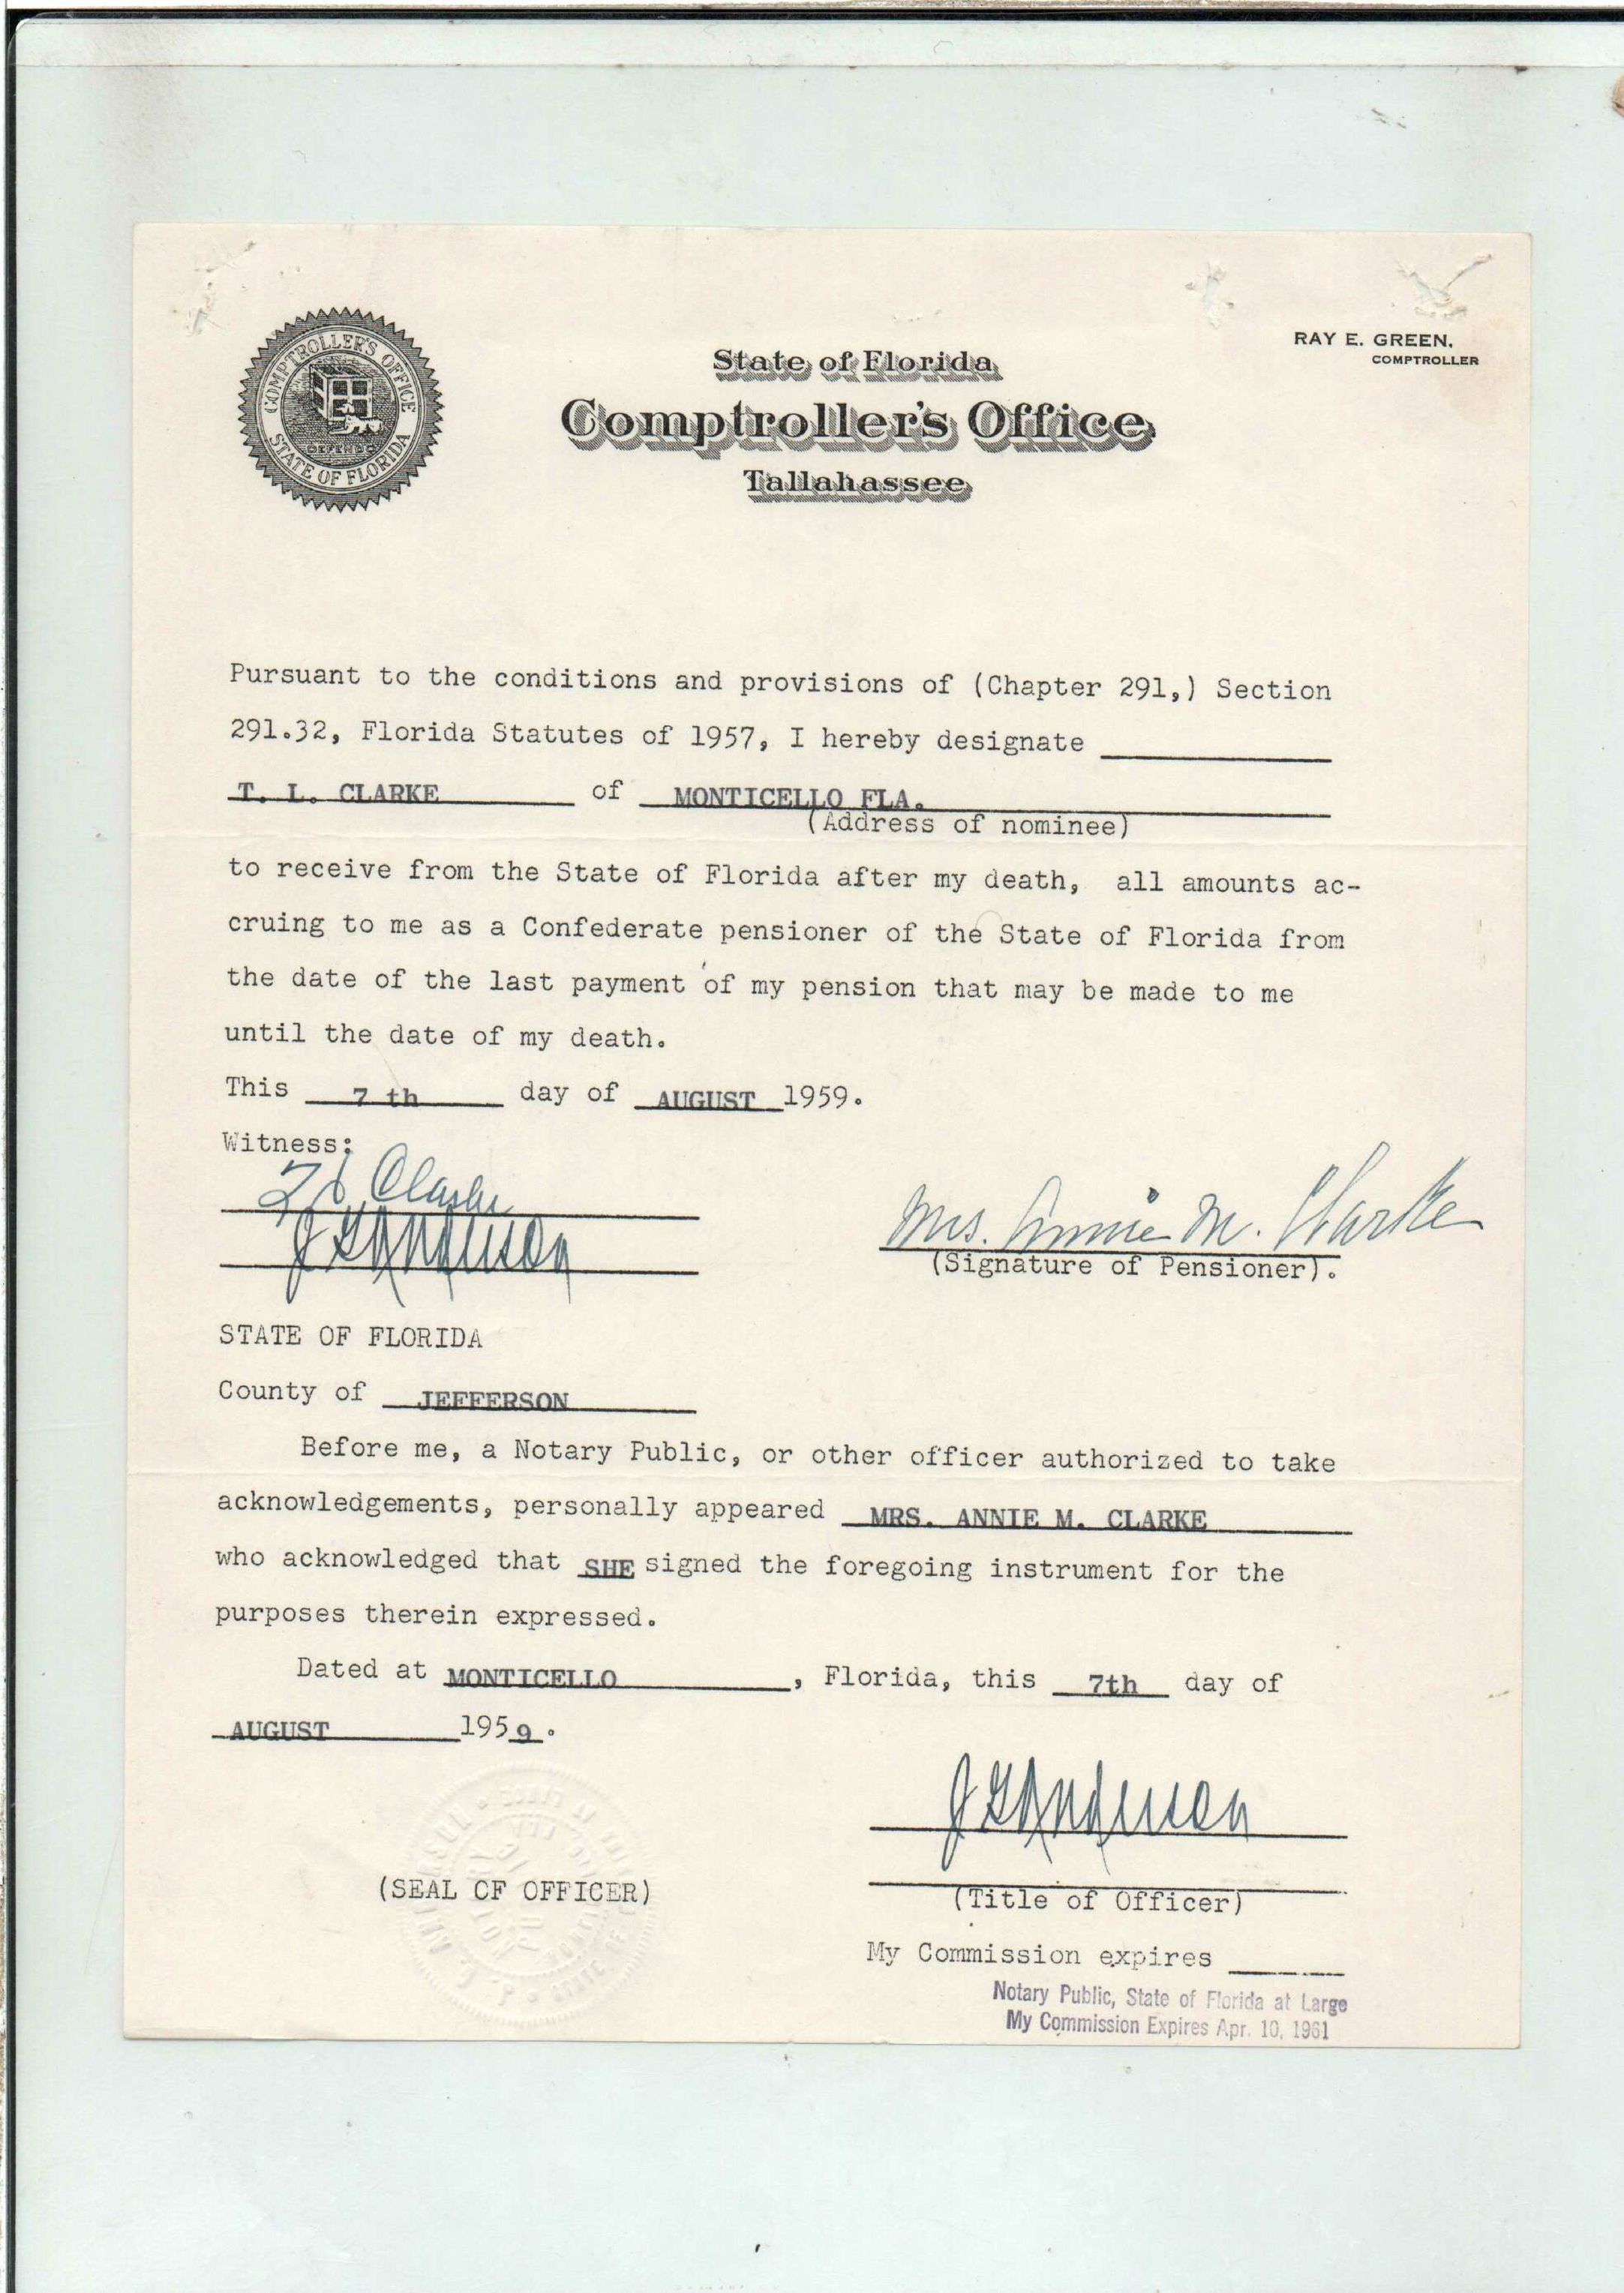 COMPTROLLER'S OFFICE
STATE OF FLORIDA
State of Florida
Comptroller's Office
Tallahassee
RAY E. GREEN,
COMPTROLLER
Pursuant to the conditions and provisions of (Chapter 291,) Section
291.32, Florida Statutes of 1957, I hereby designate
T. L. CLARKE of MONTICELLO FLA.
(Address of nominee)
to receive from the State of Florida after my death, all amounts ac-
cruing to me as a Confederate pensioner of the State of Florida from
the date of the last payment of my pension that may be made to me
until the date of my death.
This 7 th day of AUGUST 1959.
Witness:
T L Clarke
J G Anderson
Mrs. Annie M. Clarke
(Signature of Pensioner).
STATE OF FLORIDA
County of JEFFERSON
Before me, a Notary Public, or other officer authorized to take
acknowledgements, personally appeared MRS. ANNIE M. CLARKE
who acknowledged that SHE signed the foregoing instrument for the
purposes therein expressed.
Dated at MONTICELLO , Florida, this 7th day of
AUGUST 1959.
(SEAL OF OFFICER)
(Title of Officer)
My Commission expires
Notary Public, State of Florida at Large
My Commission Expires Apr. 10, 1961